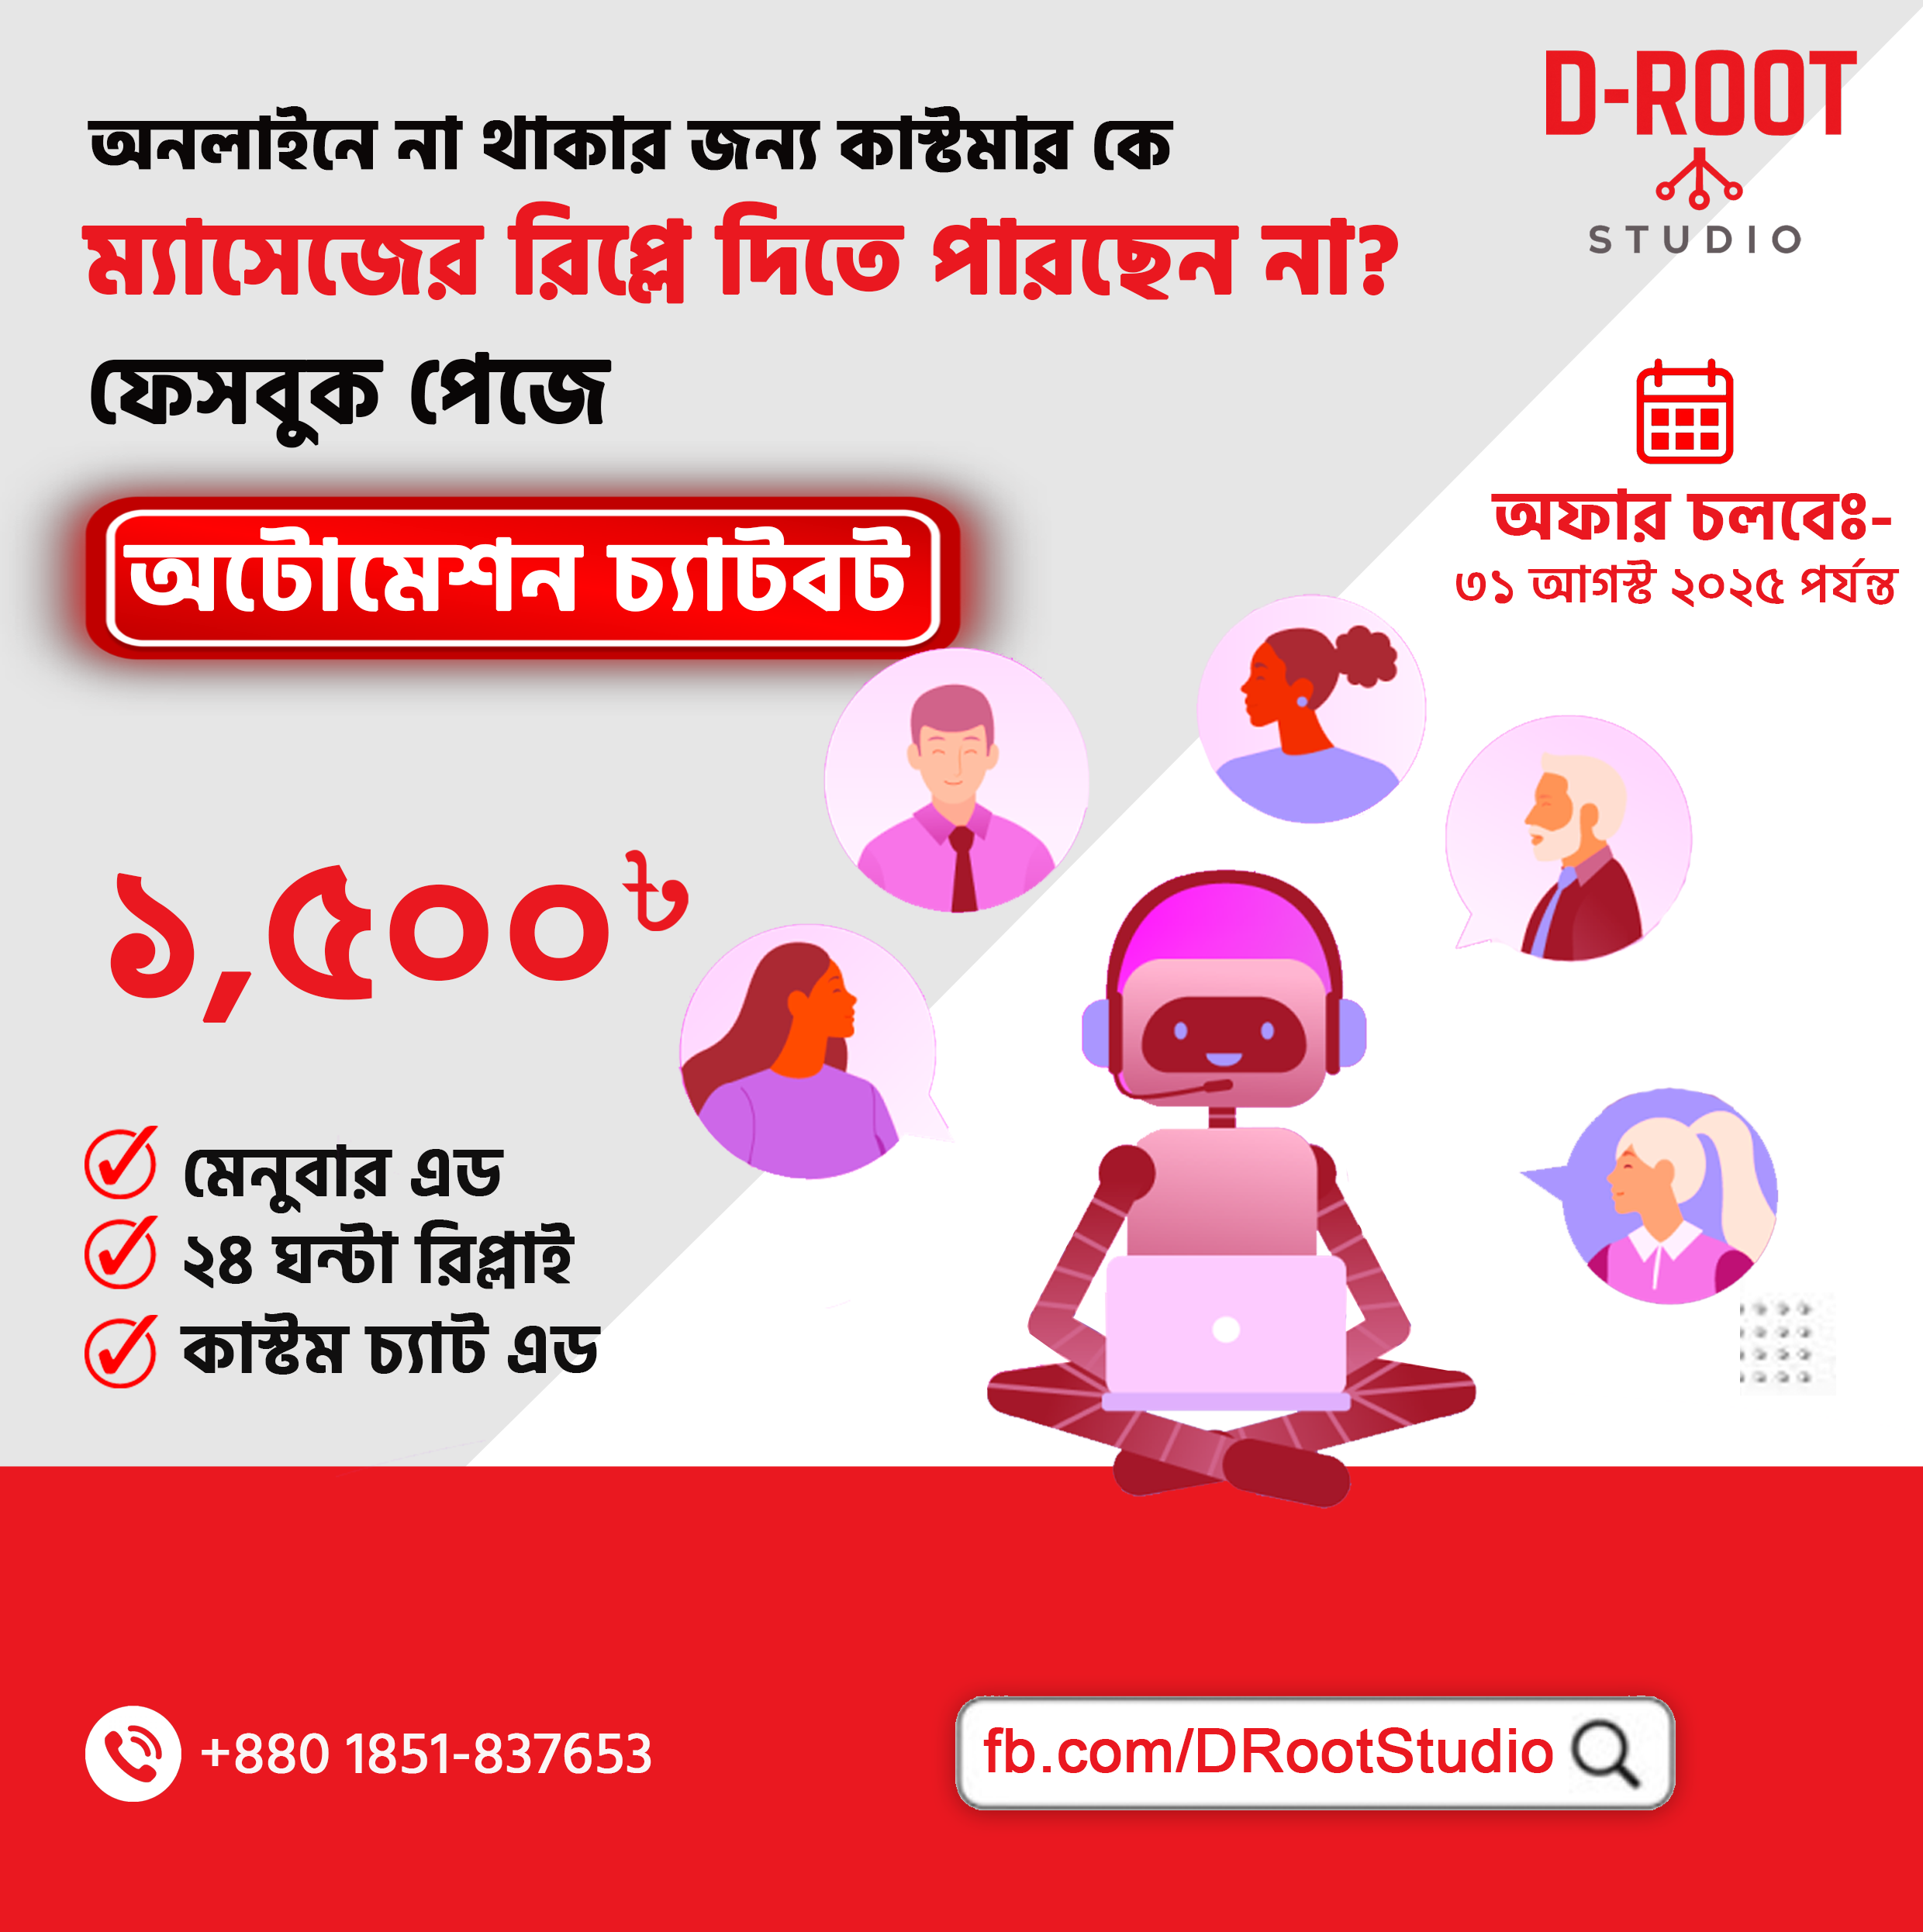 D-ROOT
STUDIO
অনলাইনে না থাকার জন্য কাস্টমার কে
ম্যাসেজের রিপ্লে দিতে পারছেন না?
ফেসবুক পেজে
অটোমেশন চ্যাটবট
অফার চলবেঃ-
৩১ আগস্ট ২০২৫ পর্যন্ত
১,৫০০৳
মেনুবার এড
২৪ ঘন্টা রিপ্লাই
কাস্টম চ্যাট এড
+880 1851-837653
fb.com/DRootStudio